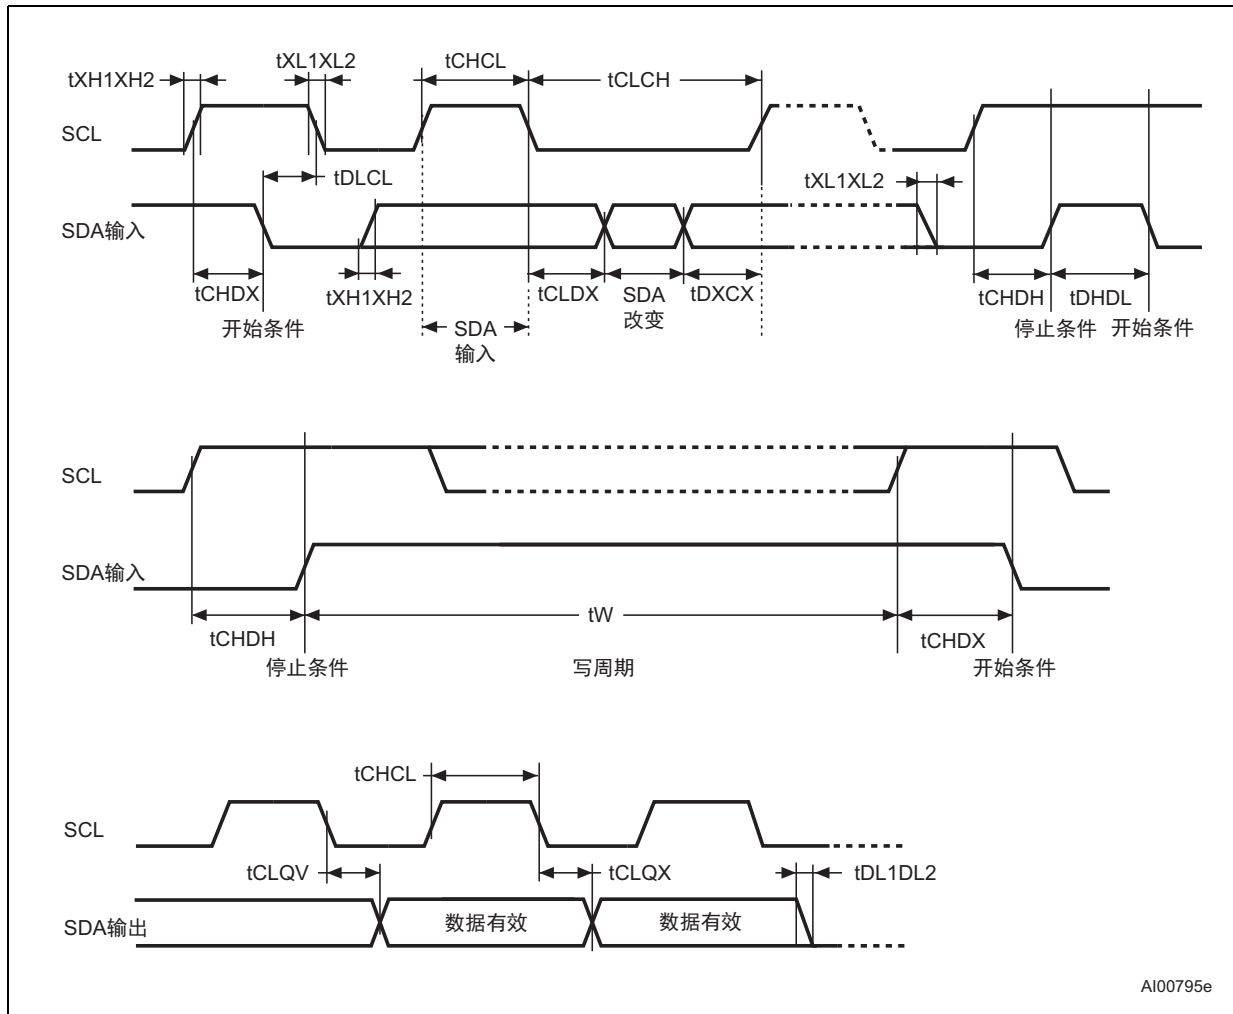 tXH1XH2
tXL1XL2
tCHCL
tCLCH
SCL
tDLCL
tXL1XL2
SDA输入
tCHDX
tXH1XH2
tCLDX
SDA
改变
tDXCX
tCHDH
tDHDL
开始条件
SDA
输入
停止条件
开始条件
SCL
SDA输入
tCHDH
tW
tCHDX
停止条件
写周期
开始条件
tCHCL
SCL
tCLQV
tCLQX
tDL1DL2
SDA输出
数据有效
数据有效
AI00795e